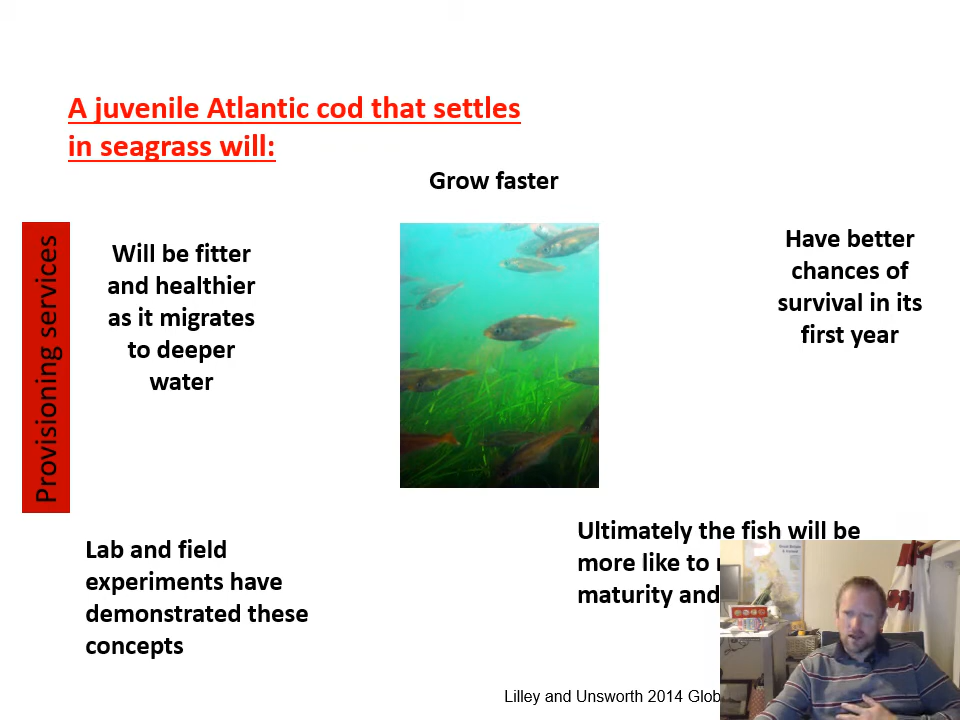 A juvenile Atlantic cod that settles
in seagrass will:
Grow faster
Provisioning services
Will be fitter
and healthier
as it migrates
to deeper
water
Have better
chances of
survival in its
first year
Lab and field
experiments have
demonstrated these
concepts
Ultimately the fish will be
more like to
maturity and
Lilley and Unsworth 2014 Glob